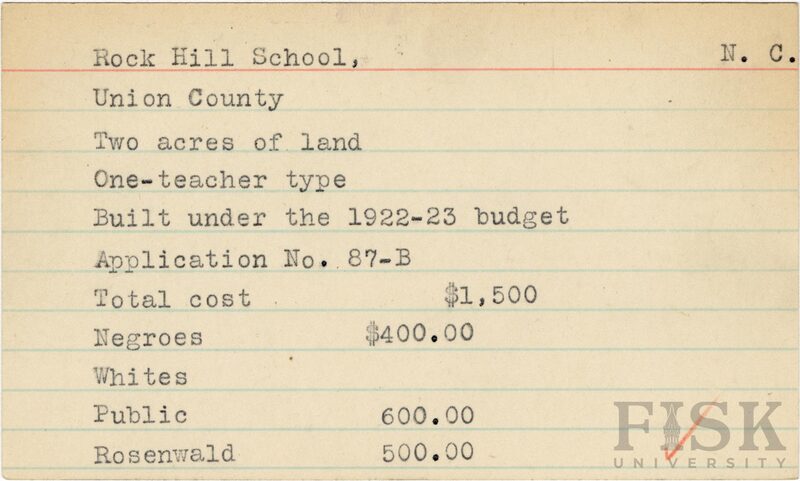 Rock Hill School, N. C.
Union County
Two acres of land
One-teacher type
Built under the 1922-23 budget
Application No. 87-B
Total cost $1,500
Negroes $400.00
Whites
Public 600.00
Rosenwald 500.00
FISK
UNIVERSITY